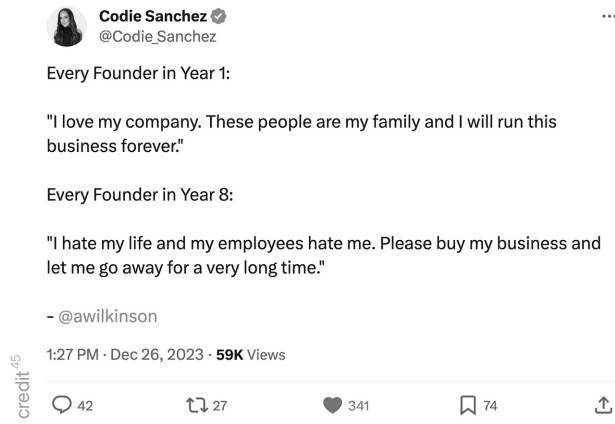 Codie Sanchez
@Codie_Sanchez
Every Founder in Year 1:
"I love my company. These people are my family and I will run this
business forever."
Every Founder in Year 8:
"I hate my life and my employees hate me. Please buy my business and
let me go away for a very long time."
- @awilkinson
1:27 PM · Dec 26, 2023 · 59K Views
42 27 341 74
credit 45